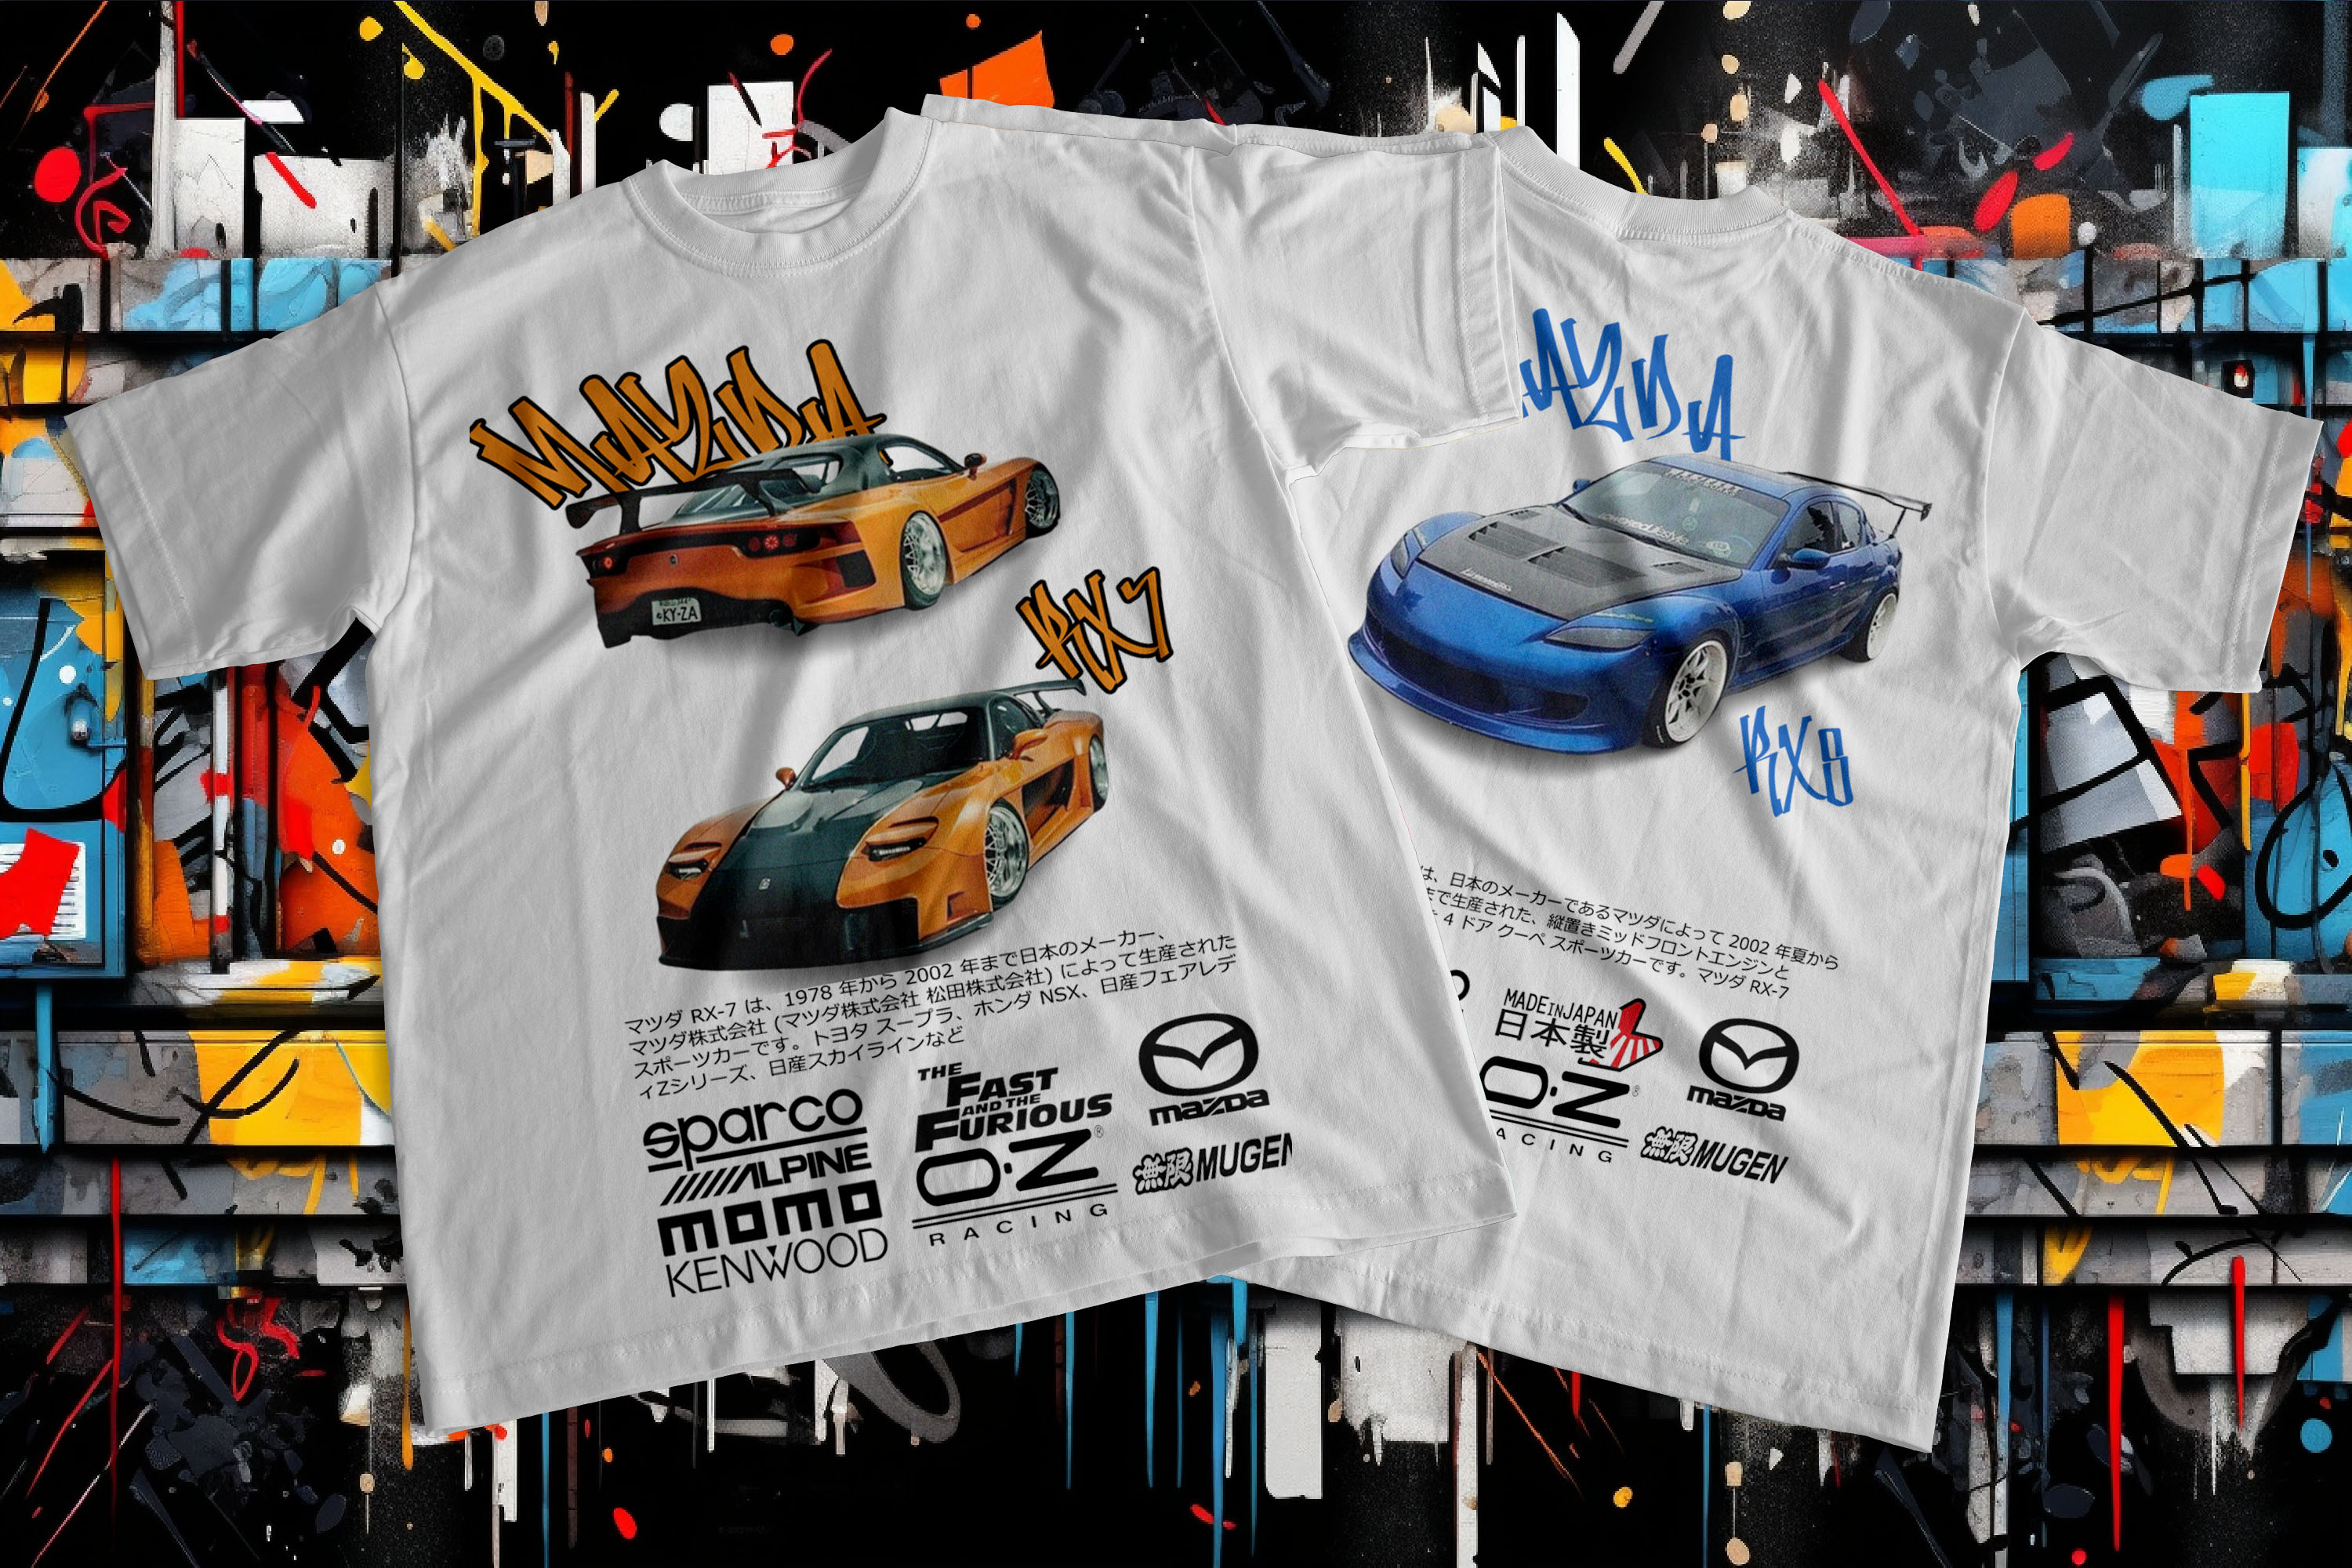 MAZDA
KY-ZA
RX7
マツダ RX-7 は、1978 年から 2002 年まで日本のメーカー、
マツダ株式会社 (マツダ株式会社 松田株式会社) によって生産された
スポーツカーです。トヨタ スープラ、ホンダ NSX、日産フェアレデ
ィZシリーズ、日産スカイラインなど
sparco
ALPINE
momo
KENWOOD
THE FAST
AND THE
FURIOUS
O·Z®
RACING
mazda
無限 MUGEN
AZDA
RX8
は、日本のメーカーであるマツダによって 2002 年夏から
まで生産された、縦置きミッドフロントエンジンと
4 ドア クーペ スポーツカーです。マツダ RX-7
MADE IN JAPAN
日本製
O·Z®
ACING
mazda
無限 MUGEN